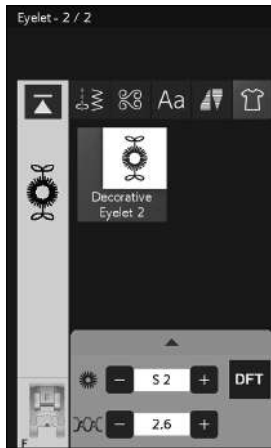 Eyelet - 2 / 2
Aa
Decorative
Eyelet 2
− S 2 + DFT
− 2.6 +
F